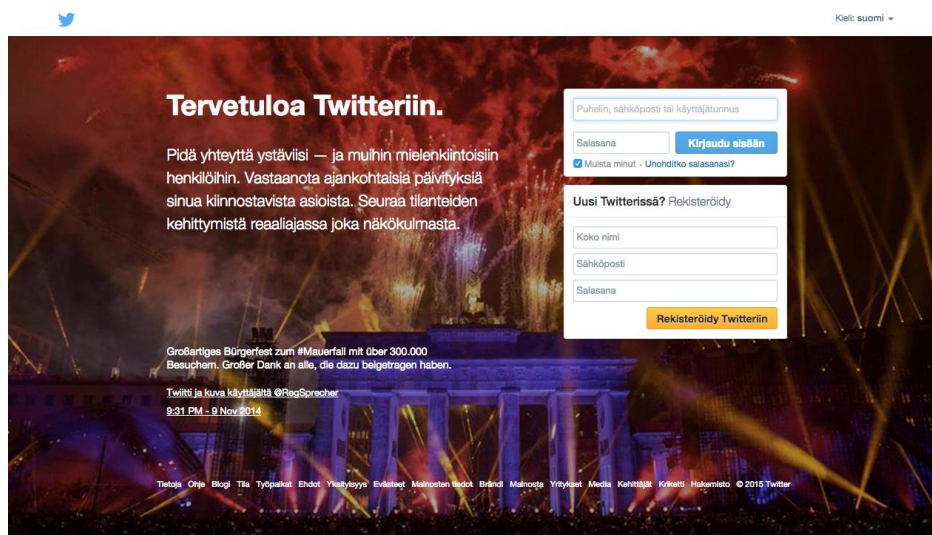 Kieli: suomi
Tervetuloa Twitteriin.
Pidä yhteyttä ystäviisi — ja muihin mielenkiintoisiin
henkilöihin. Vastaanota ajankohtaisia päivityksiä
sinua kiinnostavista asioista. Seuraa tilanteiden
kehittymistä reaaliajassa joka näkökulmasta.
Großartiges Bürgerfest zum #Mauerfall mit über 300.000
Besuchern. Großer Dank an alle, die dazu beigetragen haben.
Twiitti ja kuva käyttäjältä @RegSprecher
9:31 PM - 9 Nov 2014
Puhelin, sähköposti tai käyttäjätunnus
Salasana
Kirjaudu sisään
Muista minut · Unohditko salasanasi?
Uusi Twitterissä? Rekisteröidy
Koko nimi
Sähköposti
Salasana
Rekisteröidy Twitteriin
Tietoja Ohje Blogi Tila Työpaikat Ehdot Yksityisyys Evästeet Mainosten tiedot Brändi Mainosta Yritykset Media Kehittäjät Kriketti Hakemisto © 2015 Twitter